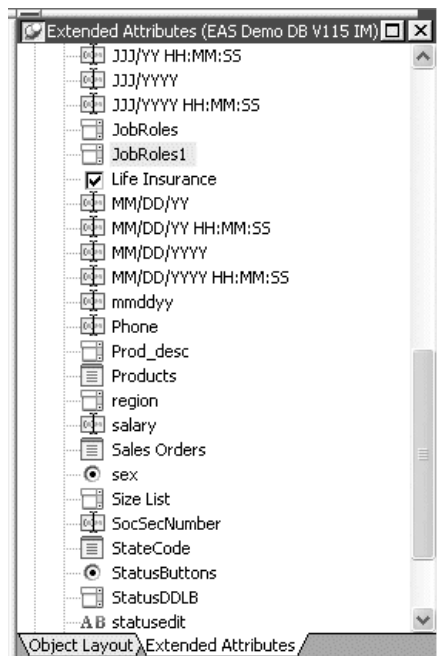 Extended Attributes (EAS Demo DB V115 IM)
JJJ/YY HH:MM:SS
JJJ/YYYY
JJJ/YYYY HH:MM:SS
JobRoles
JobRoles1
Life Insurance
MM/DD/YY
MM/DD/YY HH:MM:SS
MM/DD/YYYY
MM/DD/YYYY HH:MM:SS
mmddyy
Phone
Prod_desc
Products
region
salary
Sales Orders
sex
Size List
SocSecNumber
StateCode
StatusButtons
StatusDDLB
AB statusedit
Object Layout Extended Attributes